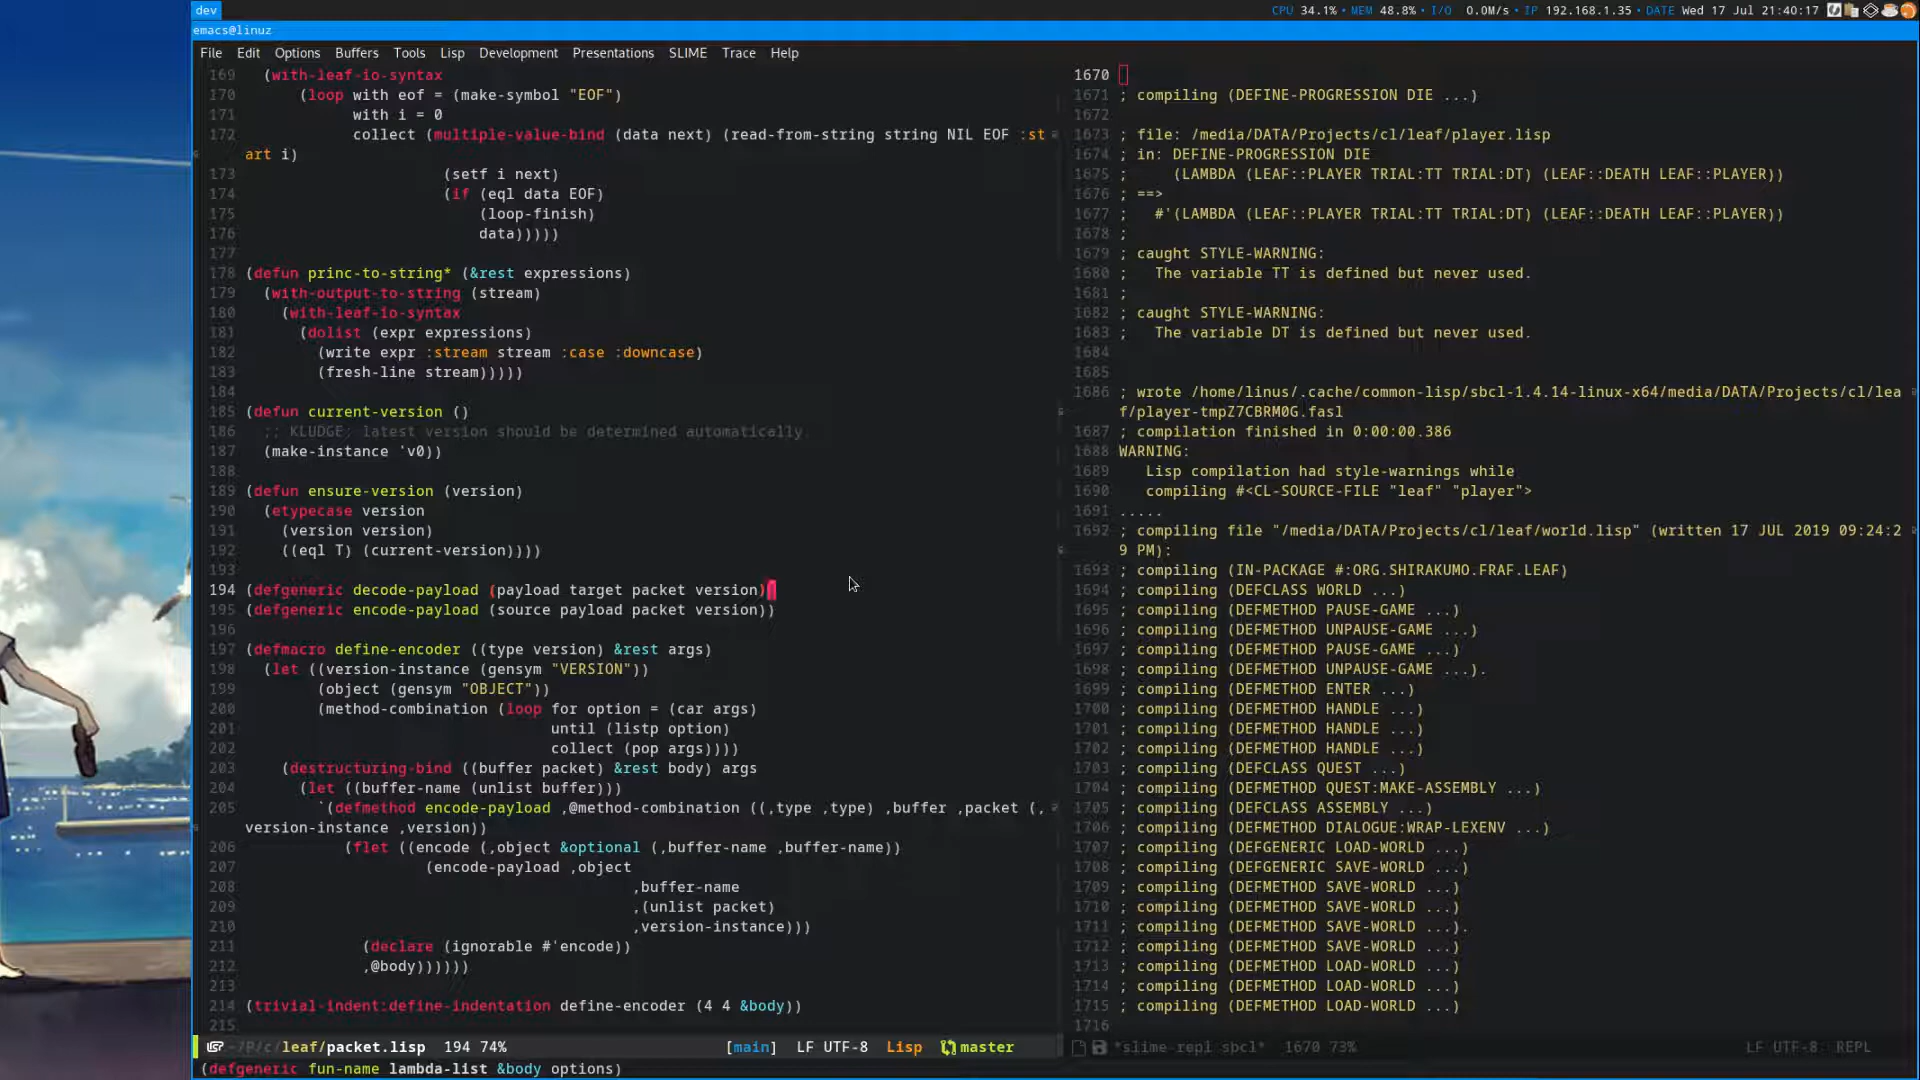 dev
CPU 34.1% • MEM 48.8% • I/O 0.0M/s • IP 192.168.1.35 • DATE Wed 17 Jul 21:40:17
emacs@linuz
File Edit Options Buffers Tools Lisp Development Presentations SLIME Trace Help
169 (with-leaf-io-syntax
170 (loop with eof = (make-symbol "EOF")
171 with i = 0
172 collect (multiple-value-bind (data next) (read-from-string string NIL EOF :st
art i)
173 (setf i next)
174 (if (eql data EOF)
175 (loop-finish)
176 data)))))
177
178 (defun princ-to-string* (&rest expressions)
179 (with-output-to-string (stream)
180 (with-leaf-io-syntax
181 (dolist (expr expressions)
182 (write expr :stream stream :case :downcase)
183 (fresh-line stream)))))
184
185 (defun current-version ()
186 ;; KLUDGE: latest version should be determined automatically.
187 (make-instance 'v0))
188
189 (defun ensure-version (version)
190 (etypecase version
191 (version version)
192 ((eql T) (current-version))))
193
194 (defgeneric decode-payload (payload target packet version))
195 (defgeneric encode-payload (source payload packet version))
196
197 (defmacro define-encoder ((type version) &rest args)
198 (let ((version-instance (gensym "VERSION"))
199 (object (gensym "OBJECT"))
200 (method-combination (loop for option = (car args)
201 until (listp option)
202 collect (pop args))))
203 (destructuring-bind ((buffer packet) &rest body) args
204 (let ((buffer-name (unlist buffer)))
205 `(defmethod encode-payload ,@method-combination ((,type ,type) ,buffer ,packet (,
version-instance ,version))
206 (flet ((encode (,object &optional (,buffer-name ,buffer-name))
207 (encode-payload ,object
208 ,buffer-name
209 ,(unlist packet)
210 ,version-instance)))
211 (declare (ignorable #'encode))
212 ,@body))))))
213
214 (trivial-indent:define-indentation define-encoder (4 4 &body))
215
leaf/packet.lisp 194 74% [main] LF UTF-8 Lisp master
(defgeneric fun-name lambda-list &body options)
1670
1671 ; compiling (DEFINE-PROGRESSION DIE ...)
1672
1673 ; file: /media/DATA/Projects/cl/leaf/player.lisp
1674 ; in: DEFINE-PROGRESSION DIE
1675 ; (LAMBDA (LEAF::PLAYER TRIAL:TT TRIAL:DT) (LEAF::DEATH LEAF::PLAYER))
1676 ; ==>
1677 ; #'(LAMBDA (LEAF::PLAYER TRIAL:TT TRIAL:DT) (LEAF::DEATH LEAF::PLAYER))
1678 ;
1679 ; caught STYLE-WARNING:
1680 ; The variable TT is defined but never used.
1681 ;
1682 ; caught STYLE-WARNING:
1683 ; The variable DT is defined but never used.
1684
1685
1686 ; wrote /home/linus/.cache/common-lisp/sbcl-1.4.14-linux-x64/media/DATA/Projects/cl/lea
f/player-tmpZ7CBRM0G.fasl
1687 ; compilation finished in 0:00:00.386
1688 WARNING:
1689 Lisp compilation had style-warnings while
1690 compiling #<CL-SOURCE-FILE "leaf" "player">
1691 .....
1692 ; compiling file "/media/DATA/Projects/cl/leaf/world.lisp" (written 17 JUL 2019 09:24:2
9 PM):
1693 ; compiling (IN-PACKAGE #:ORG.SHIRAKUMO.FRAF.LEAF)
1694 ; compiling (DEFCLASS WORLD ...)
1695 ; compiling (DEFMETHOD PAUSE-GAME ...)
1696 ; compiling (DEFMETHOD UNPAUSE-GAME ...)
1697 ; compiling (DEFMETHOD PAUSE-GAME ...)
1698 ; compiling (DEFMETHOD UNPAUSE-GAME ...).
1699 ; compiling (DEFMETHOD ENTER ...)
1700 ; compiling (DEFMETHOD HANDLE ...)
1701 ; compiling (DEFMETHOD HANDLE ...)
1702 ; compiling (DEFMETHOD HANDLE ...)
1703 ; compiling (DEFCLASS QUEST ...)
1704 ; compiling (DEFMETHOD QUEST:MAKE-ASSEMBLY ...)
1705 ; compiling (DEFCLASS ASSEMBLY ...)
1706 ; compiling (DEFMETHOD DIALOGUE:WRAP-LEXENV ...)
1707 ; compiling (DEFGENERIC LOAD-WORLD ...)
1708 ; compiling (DEFGENERIC SAVE-WORLD ...)
1709 ; compiling (DEFMETHOD SAVE-WORLD ...)
1710 ; compiling (DEFMETHOD SAVE-WORLD ...)
1711 ; compiling (DEFMETHOD SAVE-WORLD ...).
1712 ; compiling (DEFMETHOD SAVE-WORLD ...)
1713 ; compiling (DEFMETHOD LOAD-WORLD ...)
1714 ; compiling (DEFMETHOD LOAD-WORLD ...)
1715 ; compiling (DEFMETHOD LOAD-WORLD ...)
1716
*slime-repl sbcl* 1670 73% LF UTF-8 REPL